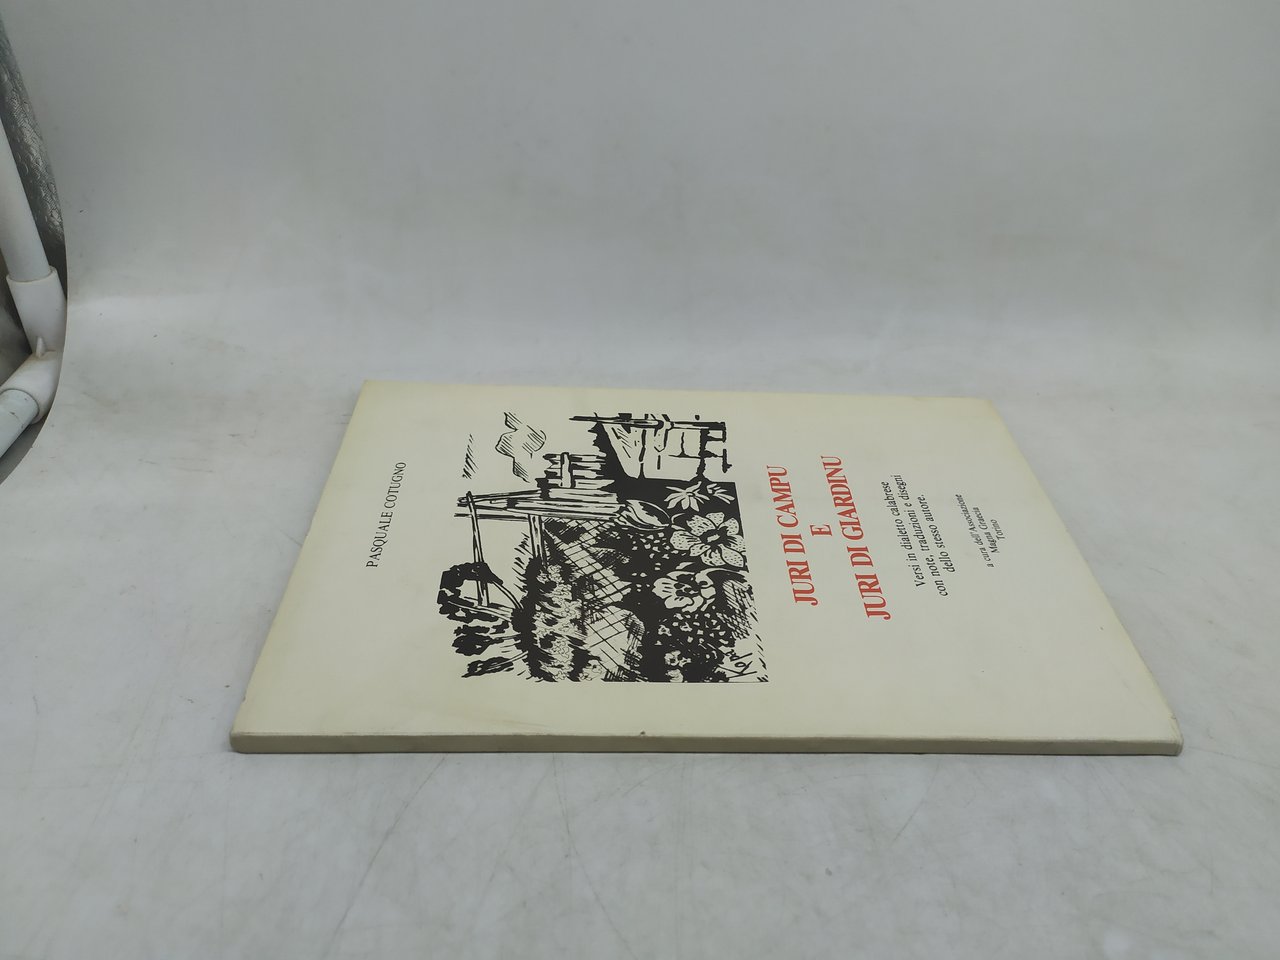 PASQUALE COTUGNO
JURI DI CAMPU
E
JURI DI GIARDINU
Versi in dialetto calabrese
con note, traduzioni e disegni
dello stesso autore.
a cura dell'Associazione
Magna Graecia
Torino